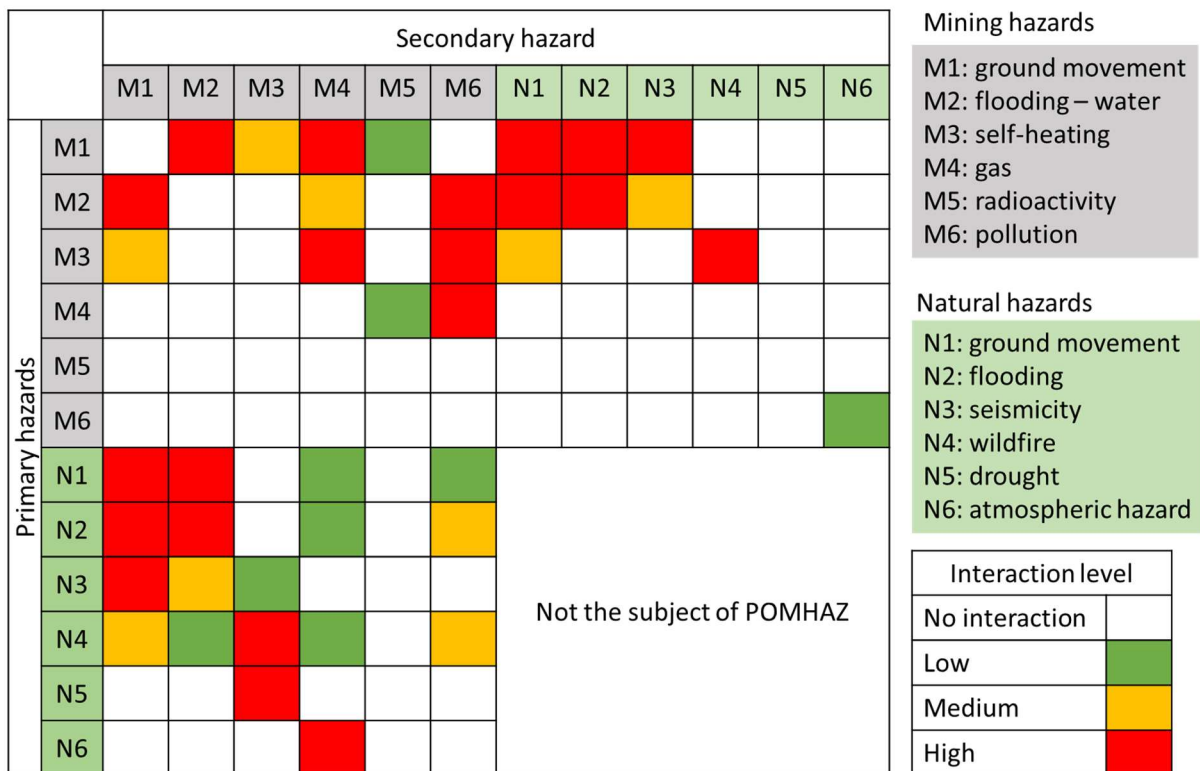 Secondary hazard
M1 M2 M3 M4 M5 M6 N1 N2 N3 N4 N5 N6
Primary hazards
M1
M2
M3
M4
M5
M6
N1
N2
N3
N4
N5
N6
Not the subject of POMHAZ
Mining hazards
M1: ground movement
M2: flooding – water
M3: self-heating
M4: gas
M5: radioactivity
M6: pollution
Natural hazards
N1: ground movement
N2: flooding
N3: seismicity
N4: wildfire
N5: drought
N6: atmospheric hazard
Interaction level
No interaction
Low
Medium
High